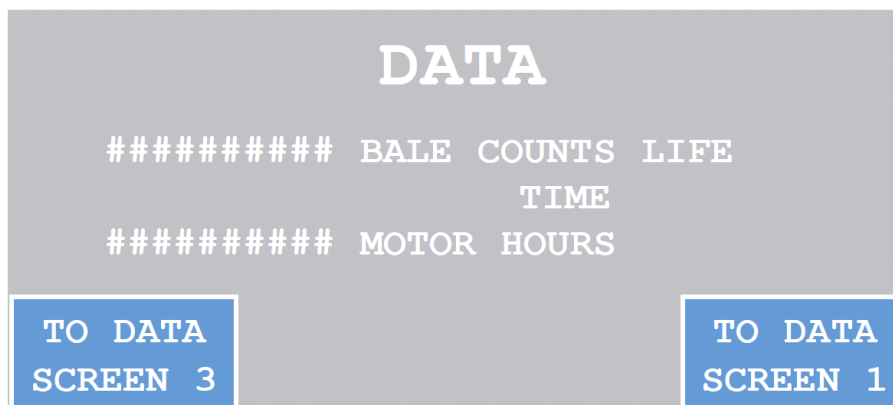 DATA
########## BALE COUNTS LIFE
TIME
########## MOTOR HOURS
TO DATA
SCREEN 3
TO DATA
SCREEN 1